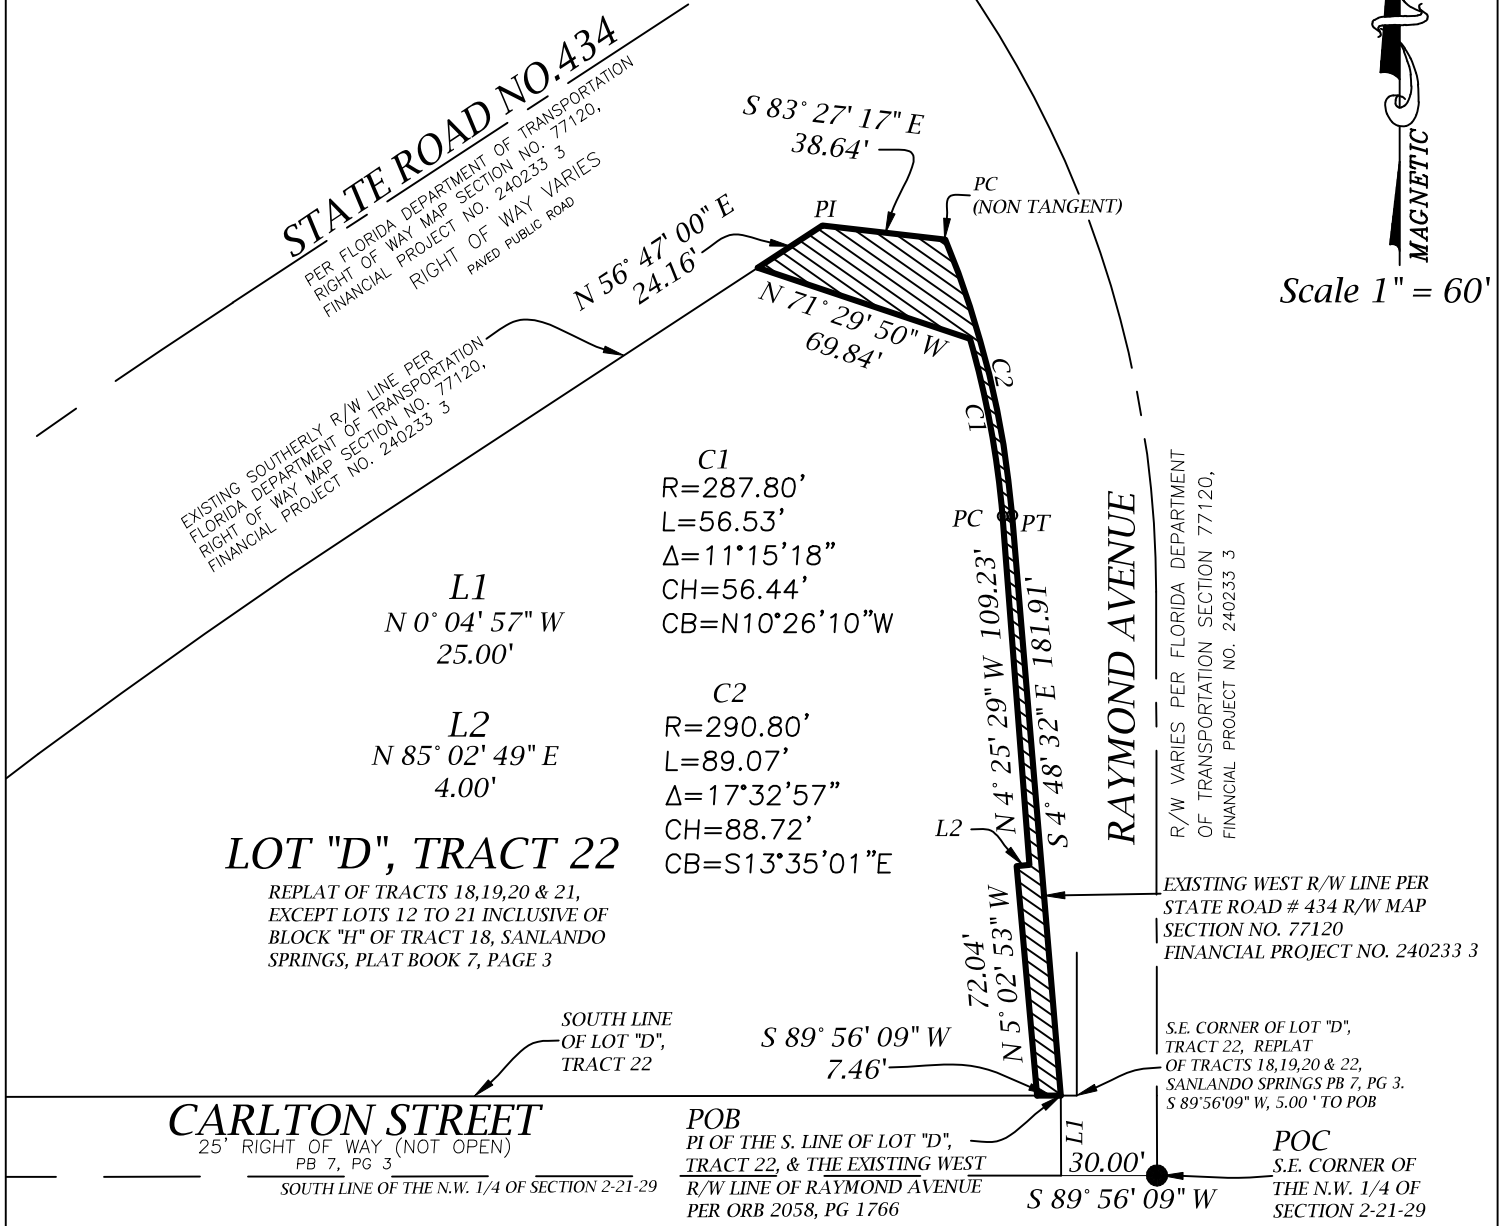 STATE ROAD NO.434
PER FLORIDA DEPARTMENT OF TRANSPORTATION
RIGHT OF WAY MAP SECTION NO. 77120,
FINANCIAL PROJECT NO. 240233 3
RIGHT OF WAY VARIES
PAVED PUBLIC ROAD
S 83° 27' 17" E
38.64'
PI
PC
(NON TANGENT)
N 56° 47' 00" E
24.16'
MAGNETIC
Scale 1" = 60'
N 71° 29' 50" W
69.84'
EXISTING SOUTHERLY R/W LINE PER
FLORIDA DEPARTMENT OF TRANSPORTATION
RIGHT OF WAY MAP SECTION NO. 77120,
FINANCIAL PROJECT NO. 240233 3
C2
C1
C1
R=287.80'
L=56.53'
Δ=11°15'18"
CH=56.44'
CB=N10°26'10"W
PC
PT
L1
N 0° 04' 57" W
25.00'
L2
N 85° 02' 49" E
4.00'
C2
R=290.80'
L=89.07'
Δ=17°32'57"
CH=88.72'
CB=S13°35'01"E
N 4° 25' 29" W 109.23'
S 4° 48' 32" E 181.91'
RAYMOND AVENUE
R/W VARIES PER FLORIDA DEPARTMENT
OF TRANSPORTATION SECTION 77120,
FINANCIAL PROJECT NO. 240233 3
L2
LOT "D", TRACT 22
REPLAT OF TRACTS 18,19,20 & 21,
EXCEPT LOTS 12 TO 21 INCLUSIVE OF
BLOCK "H" OF TRACT 18, SANLANDO
SPRINGS, PLAT BOOK 7, PAGE 3
72.04'
N 5° 02' 53" W
EXISTING WEST R/W LINE PER
STATE ROAD # 434 R/W MAP
SECTION NO. 77120
FINANCIAL PROJECT NO. 240233 3
SOUTH LINE
OF LOT "D",
TRACT 22
S 89° 56' 09" W
7.46'
S.E. CORNER OF LOT "D",
TRACT 22, REPLAT
OF TRACTS 18,19,20 & 22,
SANLANDO SPRINGS PB 7, PG 3.
S 89°56'09" W, 5.00 ' TO POB
CARLTON STREET
25' RIGHT OF WAY (NOT OPEN)
PB 7, PG 3
SOUTH LINE OF THE N.W. 1/4 OF SECTION 2-21-29
POB
PI OF THE S. LINE OF LOT "D",
TRACT 22, & THE EXISTING WEST
R/W LINE OF RAYMOND AVENUE
PER ORB 2058, PG 1766
L1
30.00'
S 89° 56' 09" W
POC
S.E. CORNER OF
THE N.W. 1/4 OF
SECTION 2-21-29